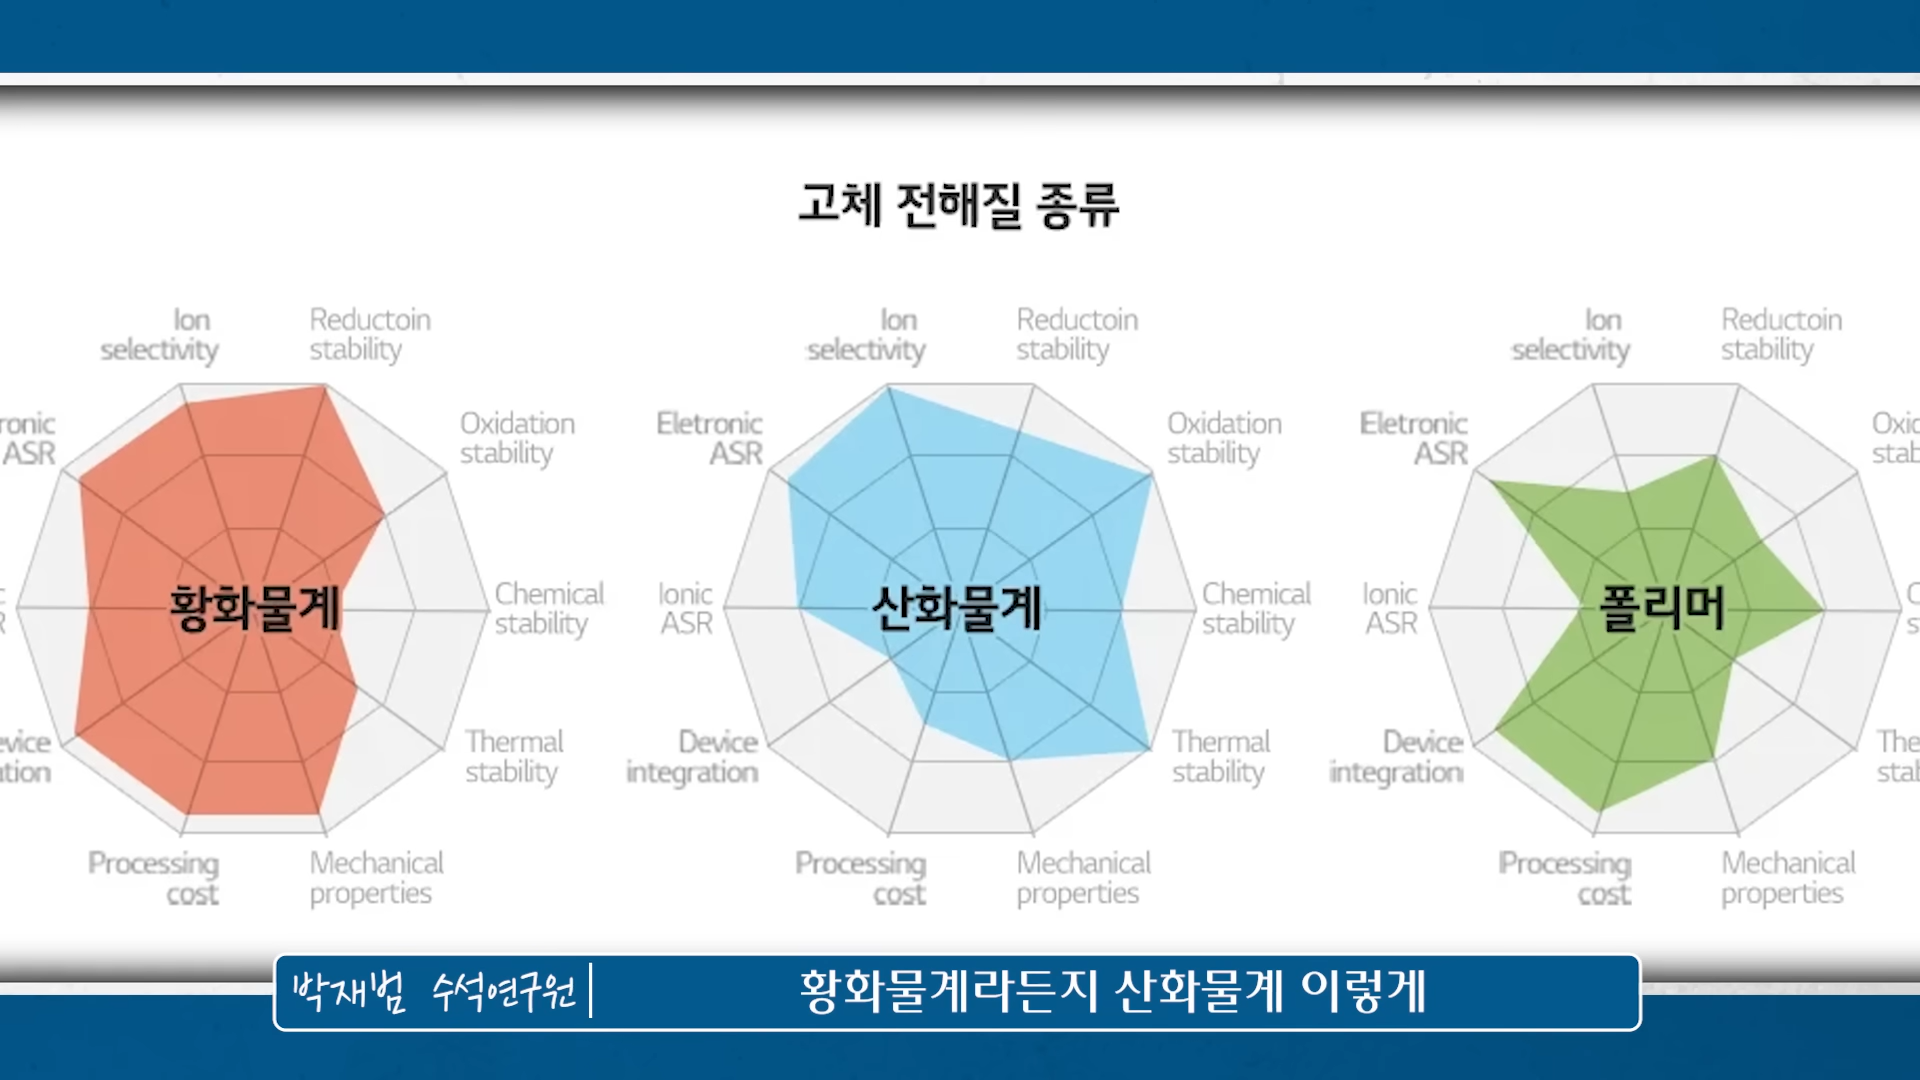 고체 전해질 종류
Ion
selectivity
Reductoin
stability
ronic
ASR
Oxidation
stability
Chemical
stability
Thermal
stability
Mechanical
properties
Processing
cost
황화물계
Ion
selectivity
Reductoin
stability
Eletronic
ASR
Oxidation
stability
Ionic
ASR
Chemical
stability
Device
integration
Thermal
stability
Processing
cost
Mechanical
properties
산화물계
Ion
selectivity
Reductoin
stability
Eletronic
ASR
Ionic
ASR
Device
integration
Processing
cost
Mechanical
properties
폴리머
박재범 수석연구원
황화물계라든지 산화물계 이렇게